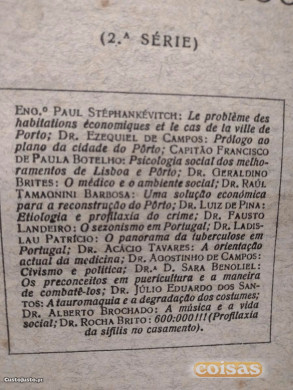 (2.ª SÉRIE)
ENG.º PAUL STÉPHANKÉVITCH: Le problème des
habitations économiques et le cas de la ville de
Porto; DR. EZEQUIEL DE CAMPOS: Prólogo ao
plano da cidade do Pôrto; CAPITÃO FRANCISCO
DE PAULA BOTELHO: Psicologia social dos melho-
ramentos de Lisboa e Pôrto; DR. GERALDINO
BRITES: O médico e o ambiente social; DR. RAÚL
TAMAGNINI BARBOSA: Uma solução económica
para a reconstrução do Pôrto; DR. LUIZ DE PINA:
Etiologia e profilaxia do crime; DR. FAUSTO
LANDEIRO: O sezonismo em Portugal; DR. LADIS-
LAU PATRÍCIO: O panorama da tuberculose em
Portugal; DR. ACÁCIO TAVARES: A orientação
actual da medicina; DR. AGOSTINHO DE CAMPOS:
Civismo e política; DR.ª D. SARA BENOLIEL:
Os preconceitos em puericultura e a maneira
de combatê-los; DR. JÚLIO EDUARDO DOS SAN-
TOS: A tauromaquia e a degradação dos costumes;
DR. ALBERTO BROCHADO: A música e a vida
social; DR. ROCHA BRITO: 600:000!!! (Profilaxia
da sífilis no casamento).
CustoJusto
coisas